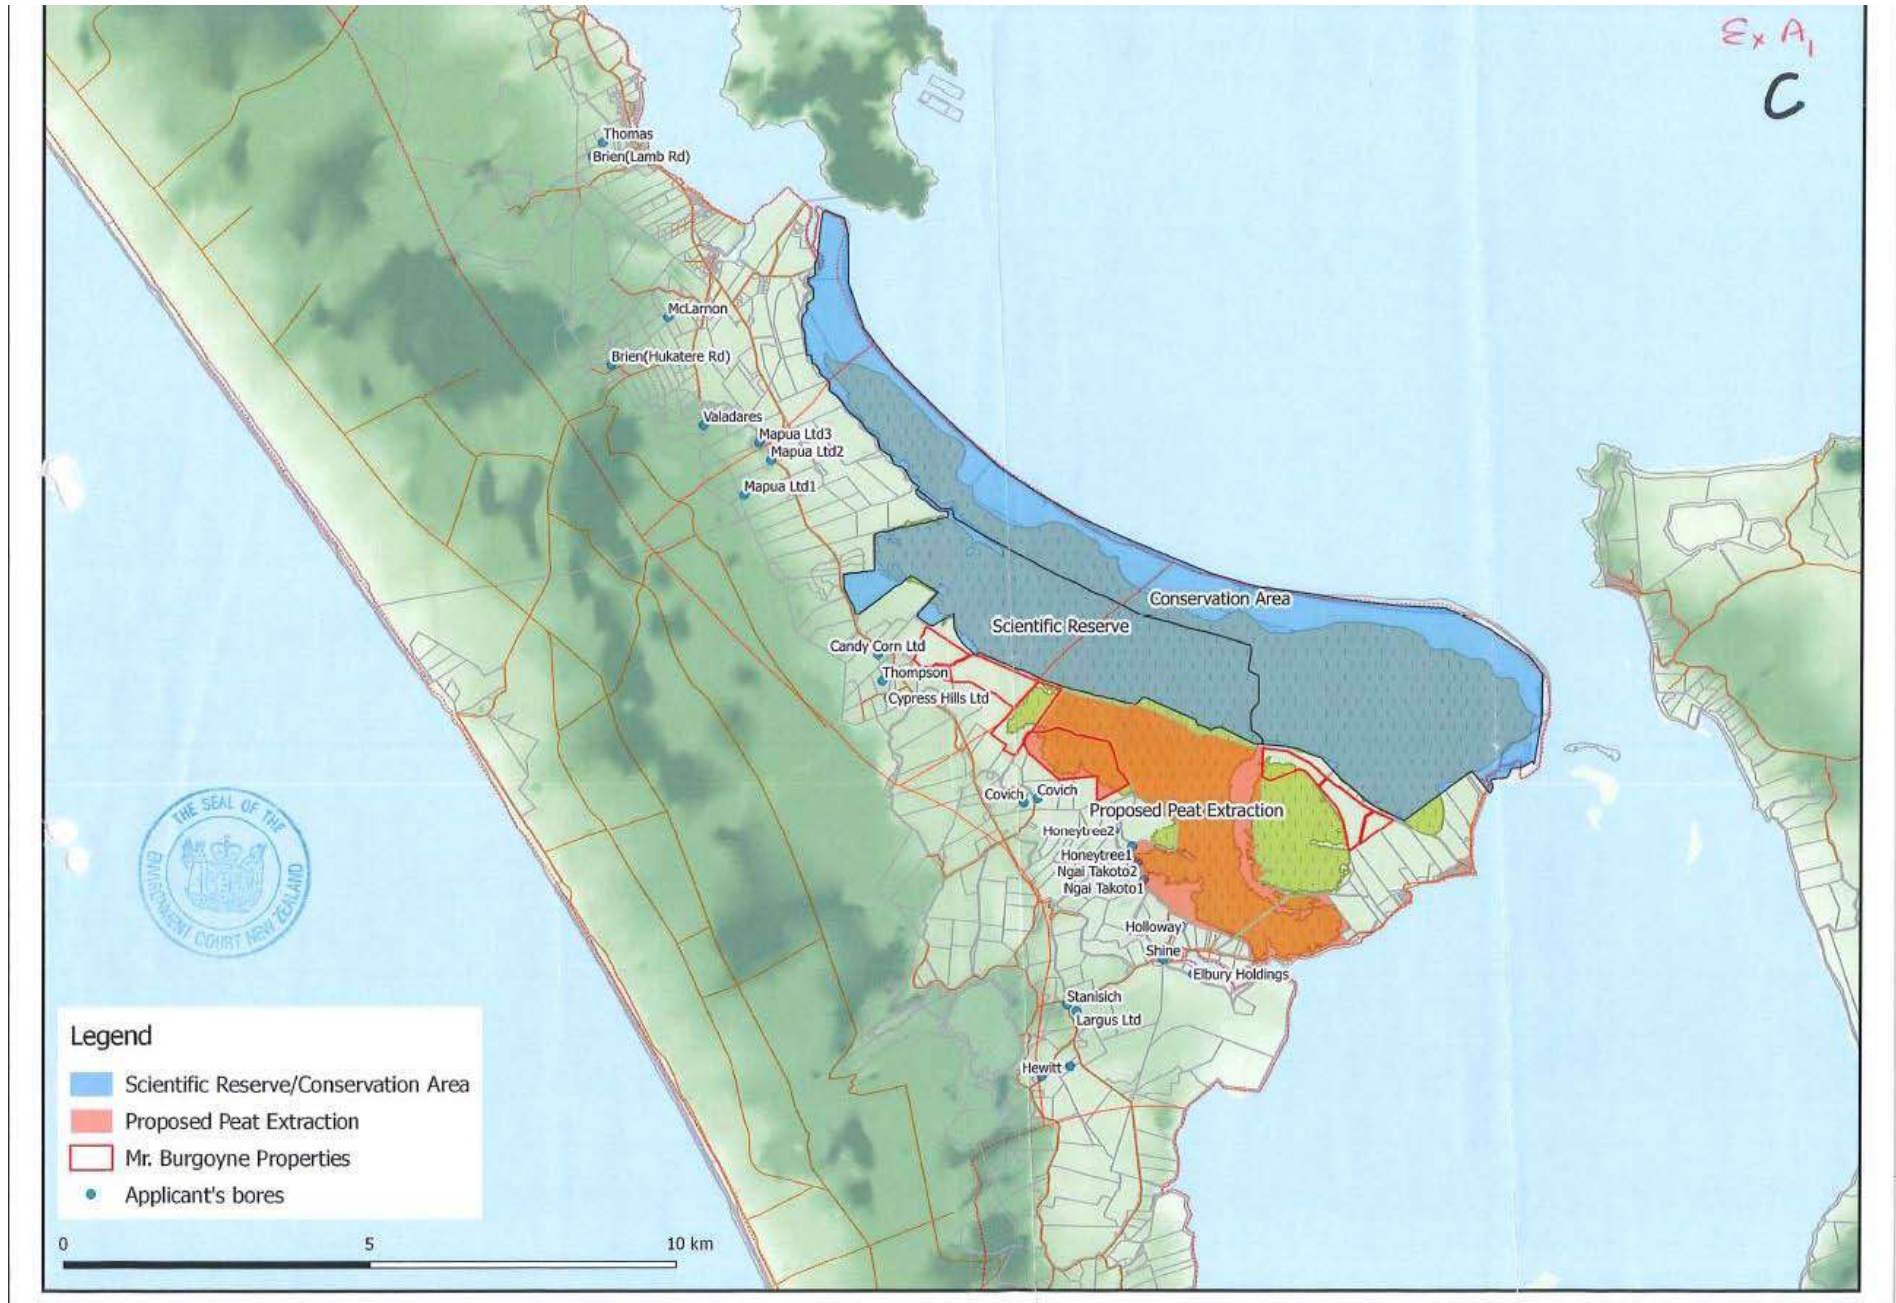 Ex A1
C
Thomas
Brien(Lamb Rd)
McLarnon
Brien(Hukatere Rd)
Valadares
Mapua Ltd3
Mapua Ltd2
Mapua Ltd1
Conservation Area
Scientific Reserve
Candy Corn Ltd
Thompson
Cypress Hills Ltd
Covich
Covich
Proposed Peat Extraction
Honeytree2
Honeytree1
Ngai Takoto2
Ngai Takoto1
Holloway
Shine
Elbury Holdings
Stanisich
Largus Ltd
Hewitt
THE SEAL OF THE
ENVIRONMENT COURT NEW ZEALAND
Legend
Scientific Reserve/Conservation Area
Proposed Peat Extraction
Mr. Burgoyne Properties
Applicant's bores
0 5 10 km